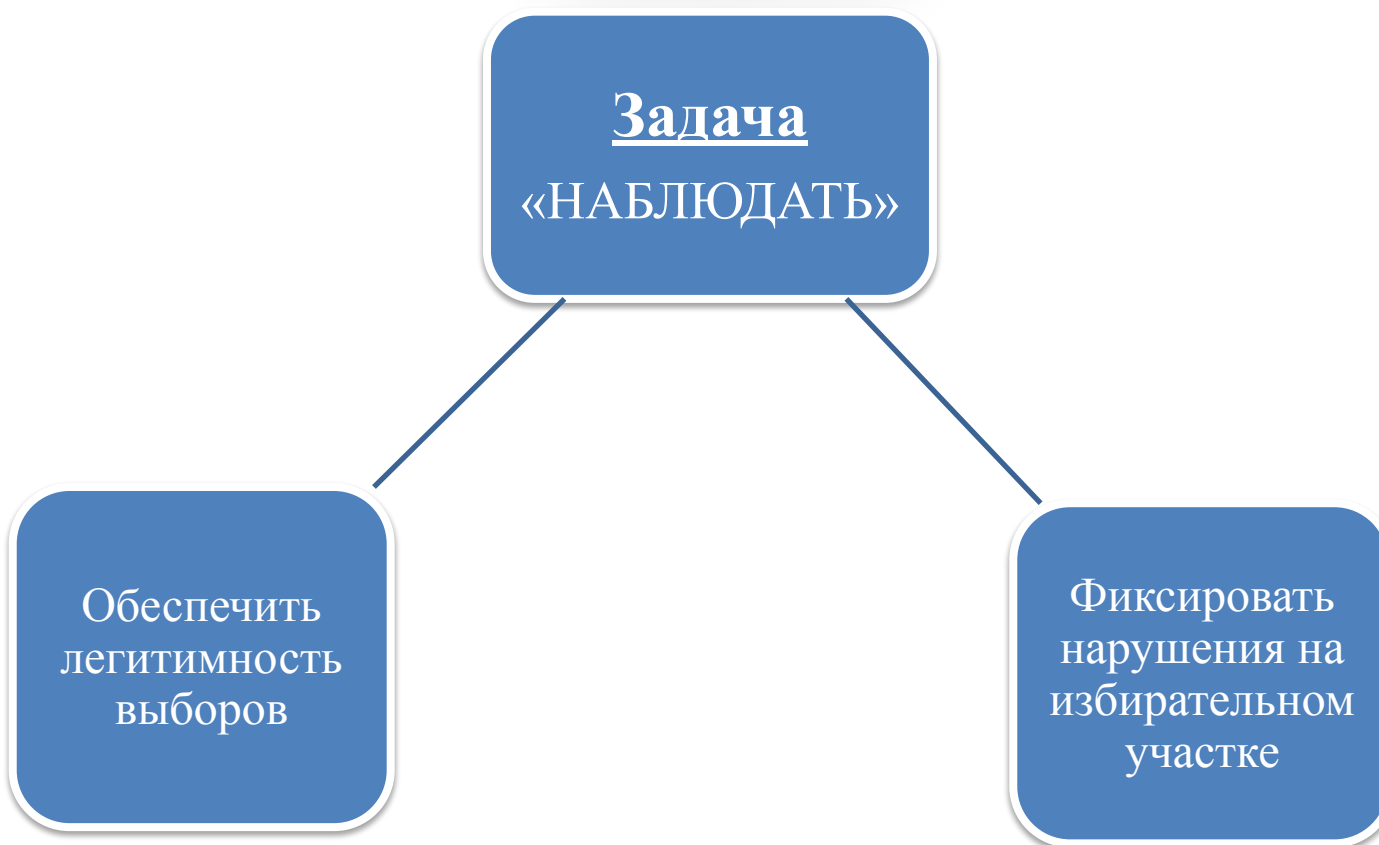 Задача
«НАБЛЮДАТЬ»
Обеспечить
легитимность
выборов
Фиксировать
нарушения на
избирательном
участке